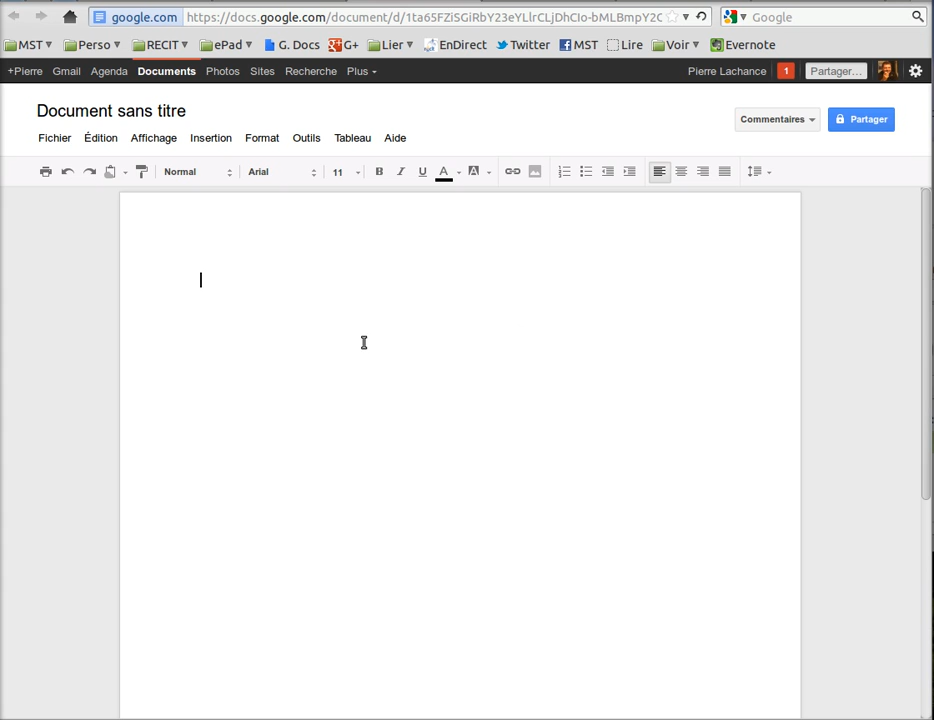 google.com https://docs.google.com/document/d/1ta65FZiSGiRbY23eYLlrCLjDhCIo-bMLBmpY2C Google
MST Perso RECIT ePad G. Docs G+ Lier EnDirect Twitter MST Lire Voir Evernote
+Pierre Gmail Agenda Documents Photos Sites Recherche Plus Pierre Lachance 1 Partager...
Document sans titre
Commentaires Partager
Fichier Édition Affichage Insertion Format Outils Tableau Aide
Normal Arial 11 B I U A A